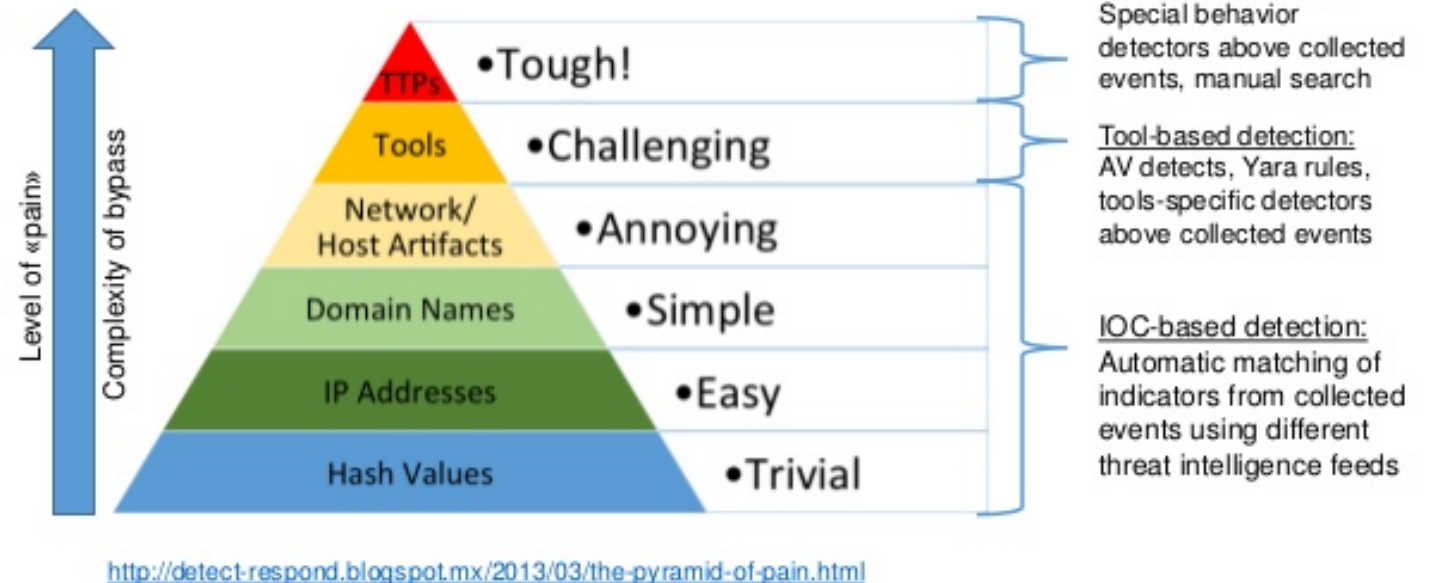 Level of «pain»
Complexity of bypass
TTPs
•Tough!
Tools
•Challenging
Network/
Host Artifacts
•Annoying
Domain Names
•Simple
IP Addresses
•Easy
Hash Values
•Trivial
Special behavior
detectors above collected
events, manual search
Tool-based detection:
AV detects, Yara rules,
tools-specific detectors
above collected events
IOC-based detection:
Automatic matching of
indicators from collected
events using different
threat intelligence feeds
http://detect-respond.blogspot.mx/2013/03/the-pyramid-of-pain.html